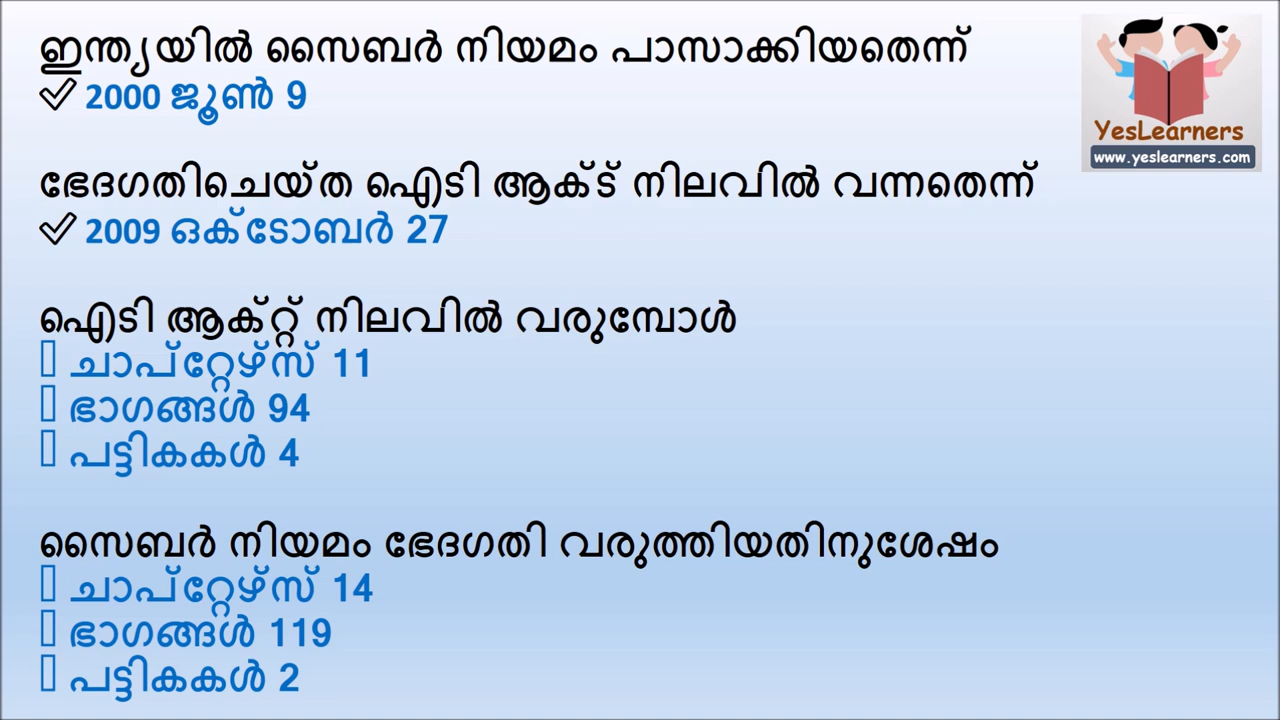 ഇന്ത്യയിൽ സൈബർ നിയമം പാസാക്കിയതെന്ന്
2000 ജൂൺ 9
YesLearners
www.yeslearners.com
ഭേദഗതിചെയ്ത ഐടി ആക്ട് നിലവിൽ വന്നതെന്ന്
2009 ഒക്ടോബർ 27
ഐടി ആക്റ്റ് നിലവിൽ വരുമ്പോൾ
ചാപ്റ്റേഴ്സ് 11
ഭാഗങ്ങൾ 94
പട്ടികകൾ 4
സൈബർ നിയമം ഭേദഗതി വരുത്തിയതിനുശേഷം
ചാപ്റ്റേഴ്സ് 14
ഭാഗങ്ങൾ 119
പട്ടികകൾ 2